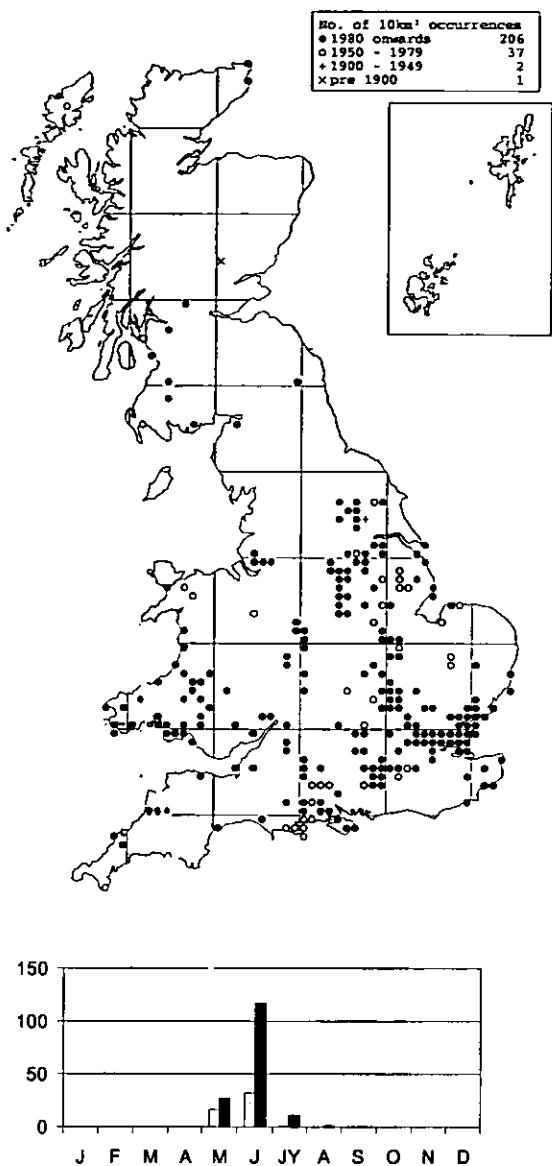 No. of 10km² occurrences
● 1980 onwards 206
○ 1950 - 1979 37
+ 1900 - 1949 2
× pre 1900 1
150
100
50
0
J F M A M J JY A S O N D